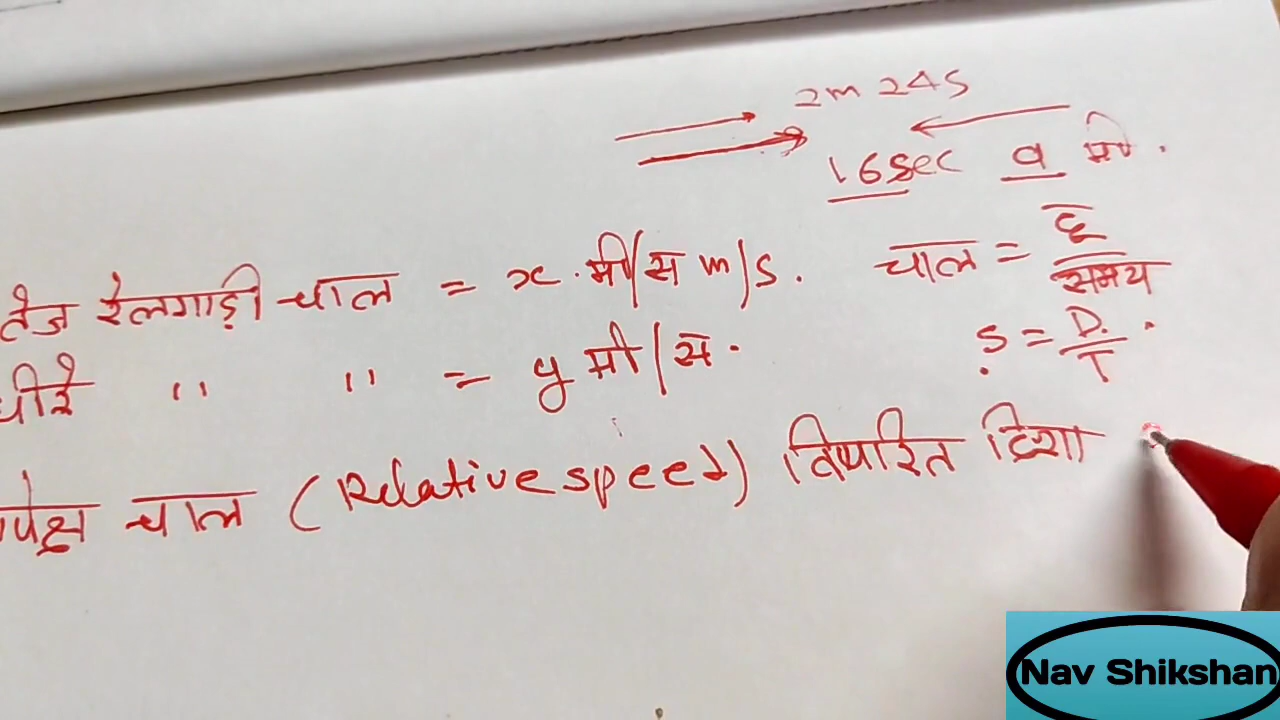 2m 24s
16sec व मी.
तेज रेलगाड़ी चाल = x.मी/स m/s.
चाल = दू/समय
धीरे " " = y मी/स.
S = D./T.
पेक्ष चाल (Relative speed) विपरित दिशा
Nav Shikshan